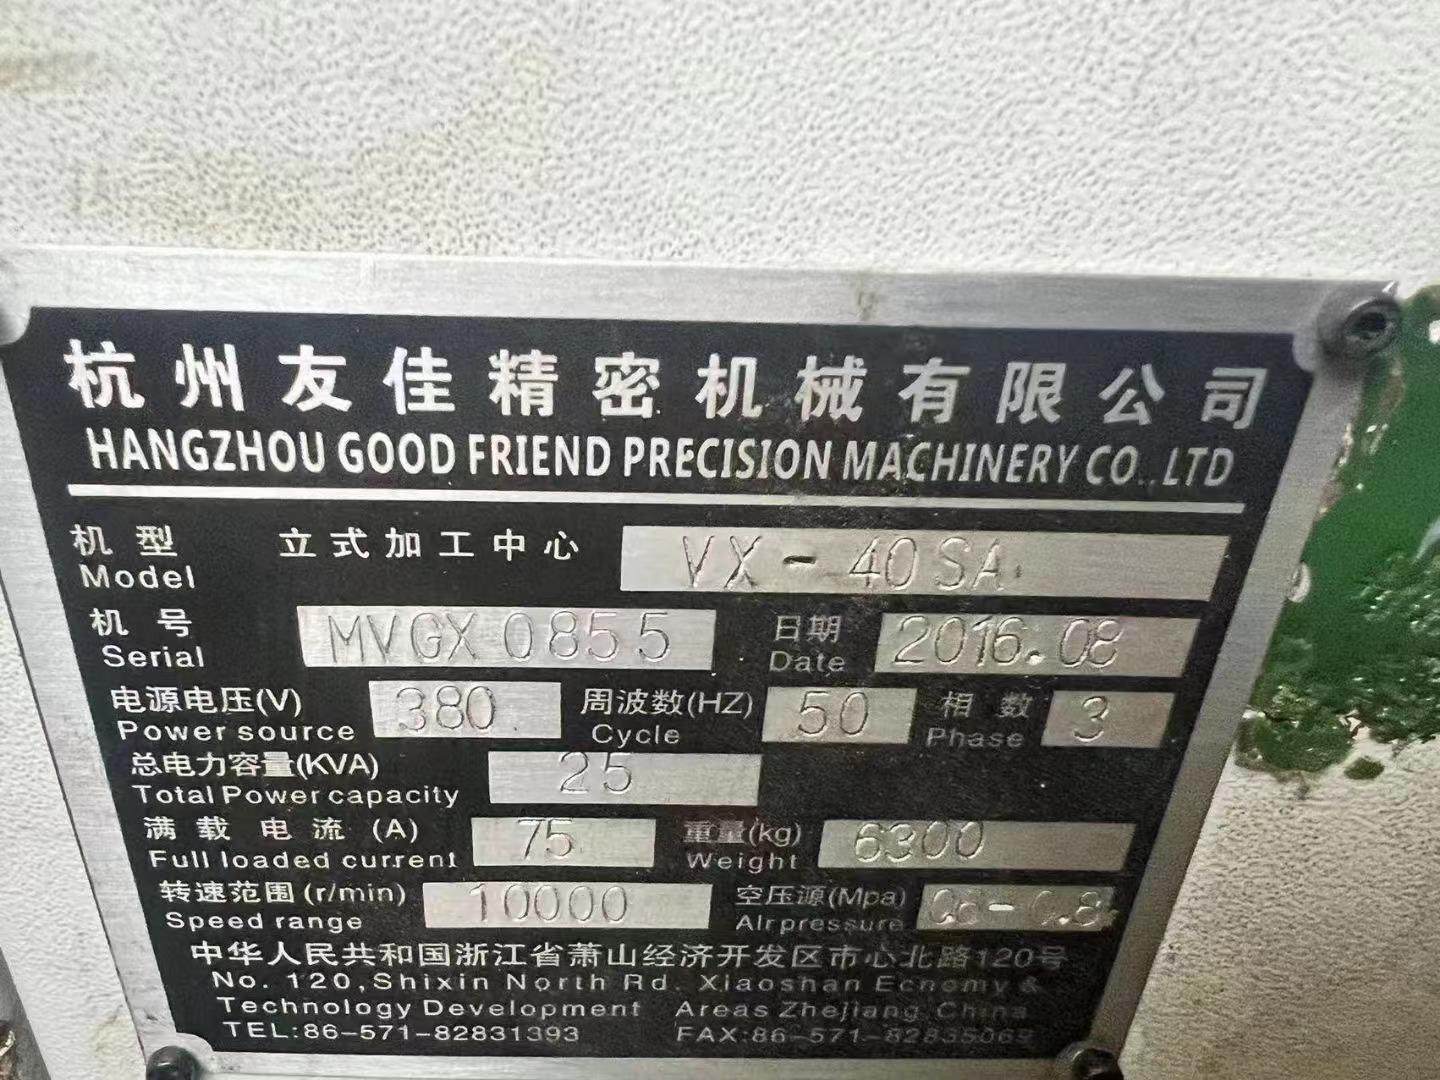 杭州友佳精密机械有限公司
HANGZHOU GOOD FRIEND PRECISION MACHINERY CO.,LTD
机型 立式加工中心 VX-40SA
Model
机号 MVGX0855 日期 2016.08
Serial Date
电源电压(V) 380 周波数(HZ) 50 相数 3
Power source Cycle Phase
总电力容量(KVA) 25
Total Power capacity
满载电流(A) 75 重量(kg) 6300
Full loaded current Weight
转速范围(r/min) 10000 空压源(Mpa) 0.6-0.8
Speed range Airpressure
中华人民共和国浙江省萧山经济开发区市心北路120号
No. 120,Shixin North Rd. Xiaoshan Ecnomy &
Technology Development Areas Zhejiang,China
TEL:86-571-82831393 FAX:86-571-82835069